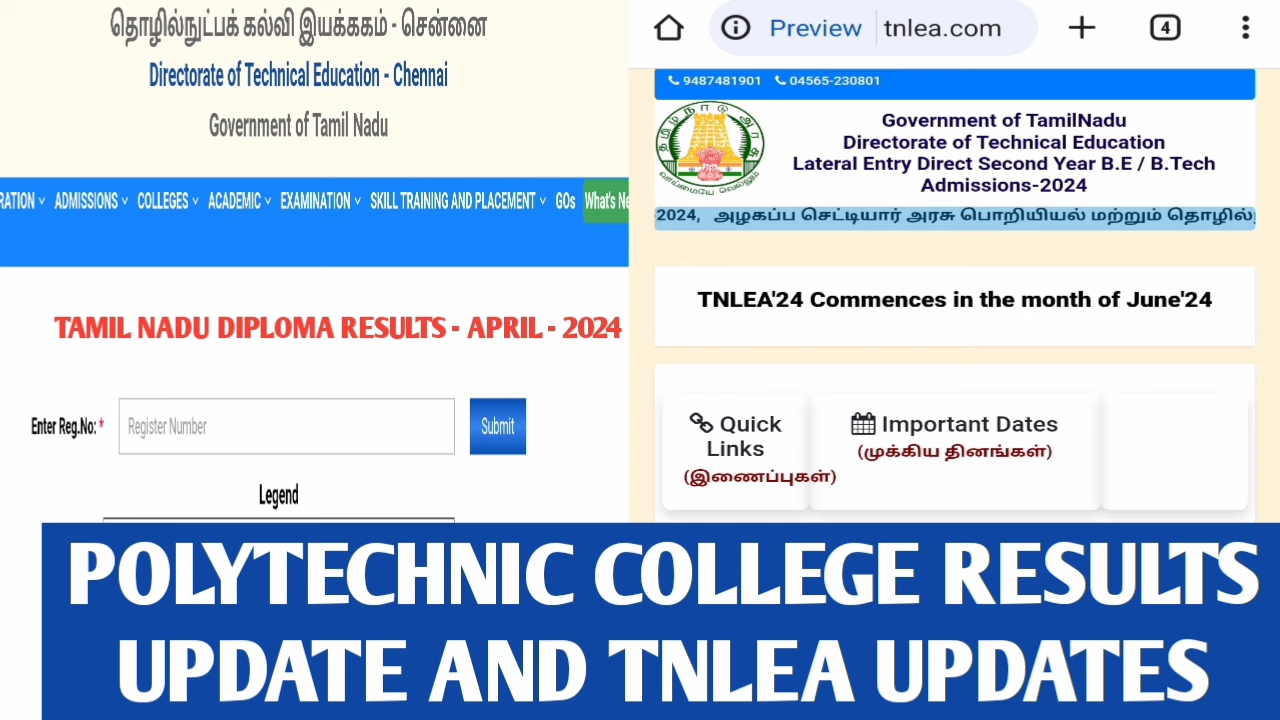 தொழில்நுட்பக் கல்வி இயக்ககம் - சென்னை
Directorate of Technical Education - Chennai
Government of Tamil Nadu
RATION ADMISSIONS COLLEGES ACADEMIC EXAMINATION SKILL TRAINING AND PLACEMENT GOs What's Ne
TAMIL NADU DIPLOMA RESULTS - APRIL - 2024
Enter Reg.No: * Register Number Submit
Legend
Preview tnlea.com 4
9487481901 04565-230801
தமிழ் நாடு அரசு
வாய்மையே வெல்லும்
Government of TamilNadu
Directorate of Technical Education
Lateral Entry Direct Second Year B.E / B.Tech
Admissions-2024
2024, அழகப்ப செட்டியார் அரசு பொறியியல் மற்றும் தொழில்
TNLEA'24 Commences in the month of June'24
Quick
Links
(இணைப்புகள்)
Important Dates
(முக்கிய தினங்கள்)
POLYTECHNIC COLLEGE RESULTS
UPDATE AND TNLEA UPDATES